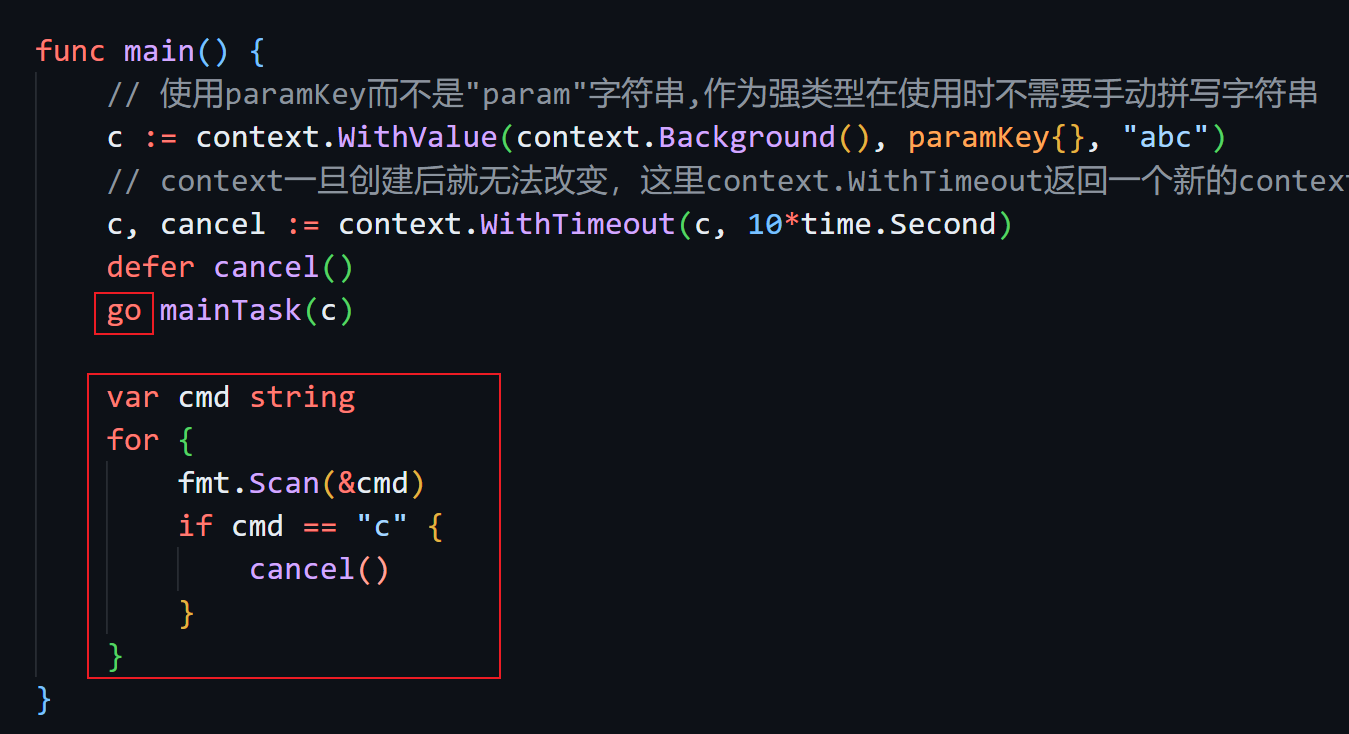 func main() {
// 使用paramKey而不是"param"字符串,作为强类型在使用时不需要手动拼写字符串
c := context.WithValue(context.Background(), paramKey{}, "abc")
// context一旦创建后就无法改变，这里context.WithTimeout返回一个新的contex
c, cancel := context.WithTimeout(c, 10*time.Second)
defer cancel()
go mainTask(c)
var cmd string
for {
fmt.Scan(&cmd)
if cmd == "c" {
cancel()
}
}
}